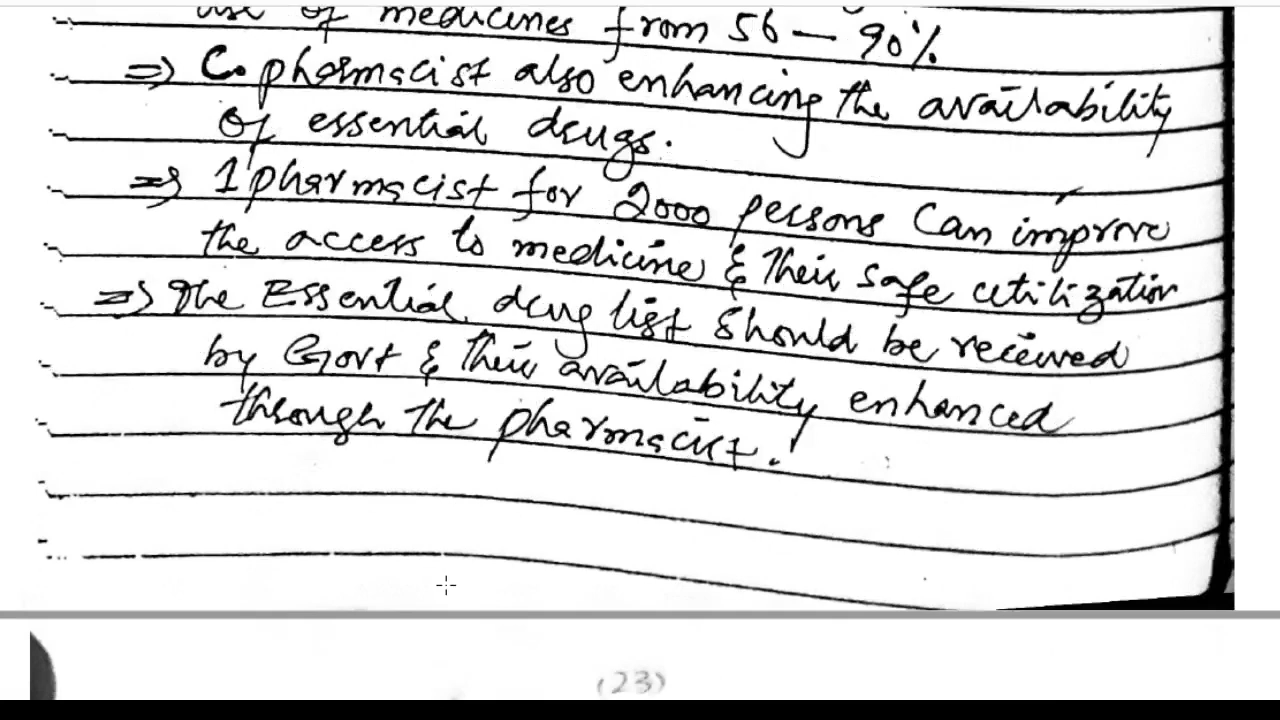 use of medicines from 56 — 90%
=> C. pharmacist also enhancing the availability
of essential drugs.
=> 1 pharmacist for 2000 persons can improve
the access to medicine & their safe utilization
=> The Essential drug list should be received
by Govt & their availability enhanced
through the pharmacist.
(23)